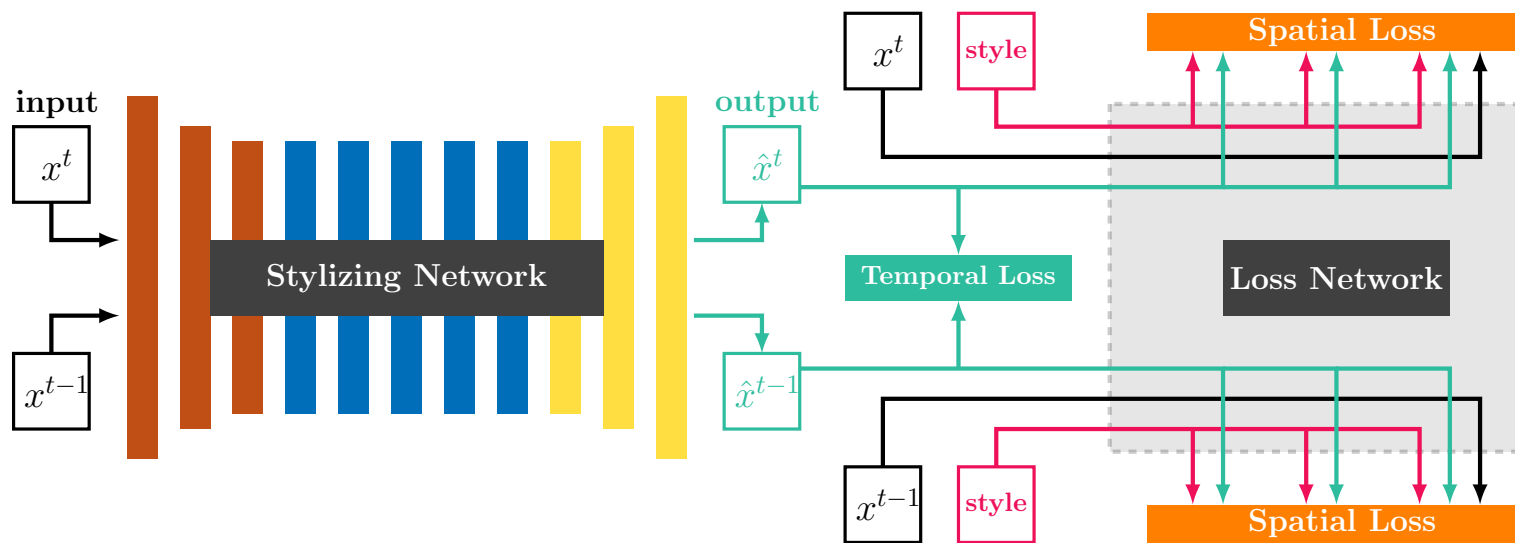 x^t
style
Spatial Loss
input
output
x^t
x̂^t
Stylizing Network
Temporal Loss
Loss Network
x^{t−1}
x̂^{t−1}
x^{t−1}
style
Spatial Loss